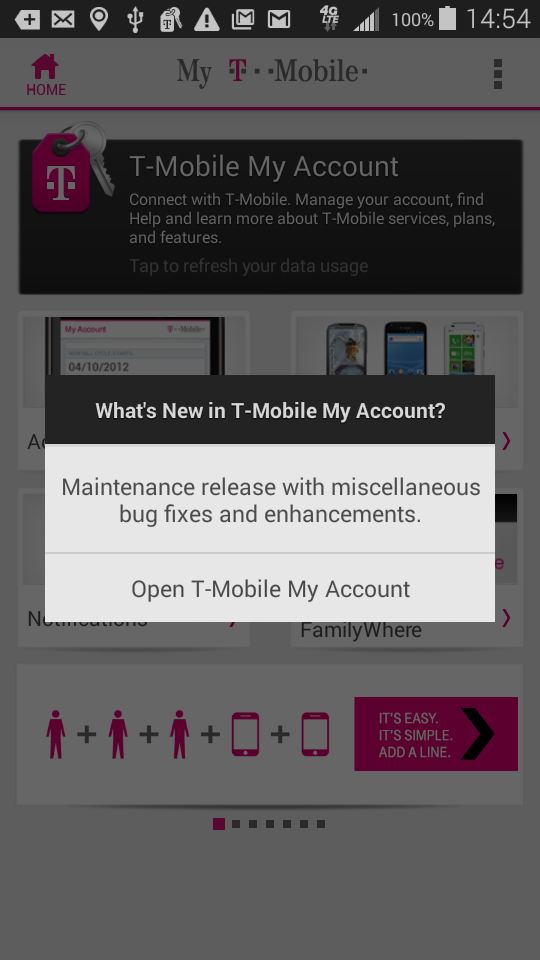 4G
LTE
100%
14:54
HOME
My T··Mobile·
T-Mobile My Account
Connect with T-Mobile. Manage your account, find
Help and learn more about T-Mobile services, plans,
and features.
Tap to refresh your data usage
My Account
T··Mobile·
04/10/2012
What's New in T-Mobile My Account?
Maintenance release with miscellaneous
bug fixes and enhancements.
Open T-Mobile My Account
Notifications
FamilyWhere
IT'S EASY.
IT'S SIMPLE.
ADD A LINE.